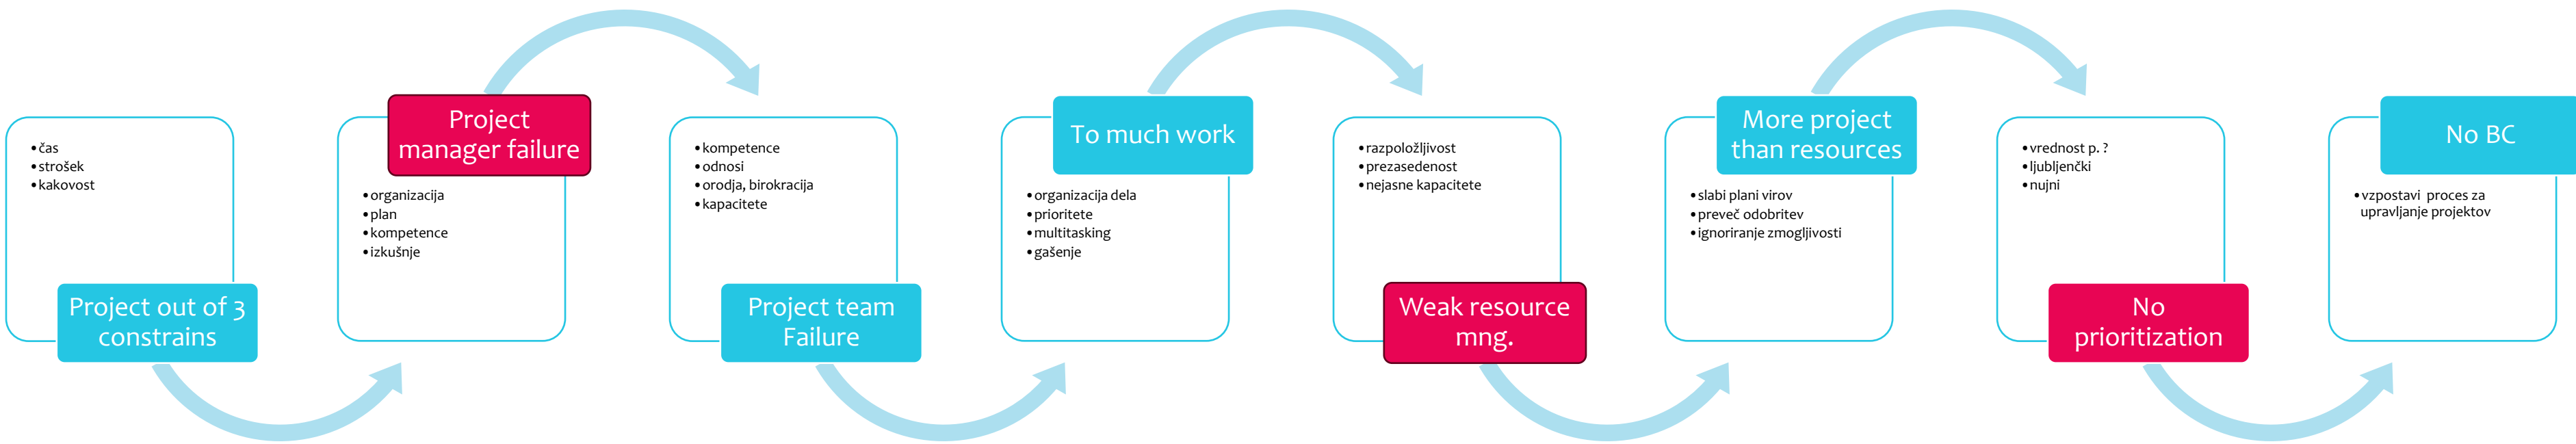 • čas
• strošek
• kakovost
Project out of 3
constrains
Project
manager failure
• organizacija
• plan
• kompetence
• izkušnje
• kompetence
• odnosi
• orodja, birokracija
• kapacitete
Project team
Failure
To much work
• organizacija dela
• prioritete
• multitasking
• gašenje
• razpoložljivost
• prezasedenost
• nejasne kapacitete
Weak resource
mng.
More project
than resources
• slabi plani virov
• preveč odobritev
• ignoriranje zmogljivosti
• vrednost p. ?
• ljubljenčki
• nujni
No
prioritization
No BC
• vzpostavi proces za
upravljanje projektov